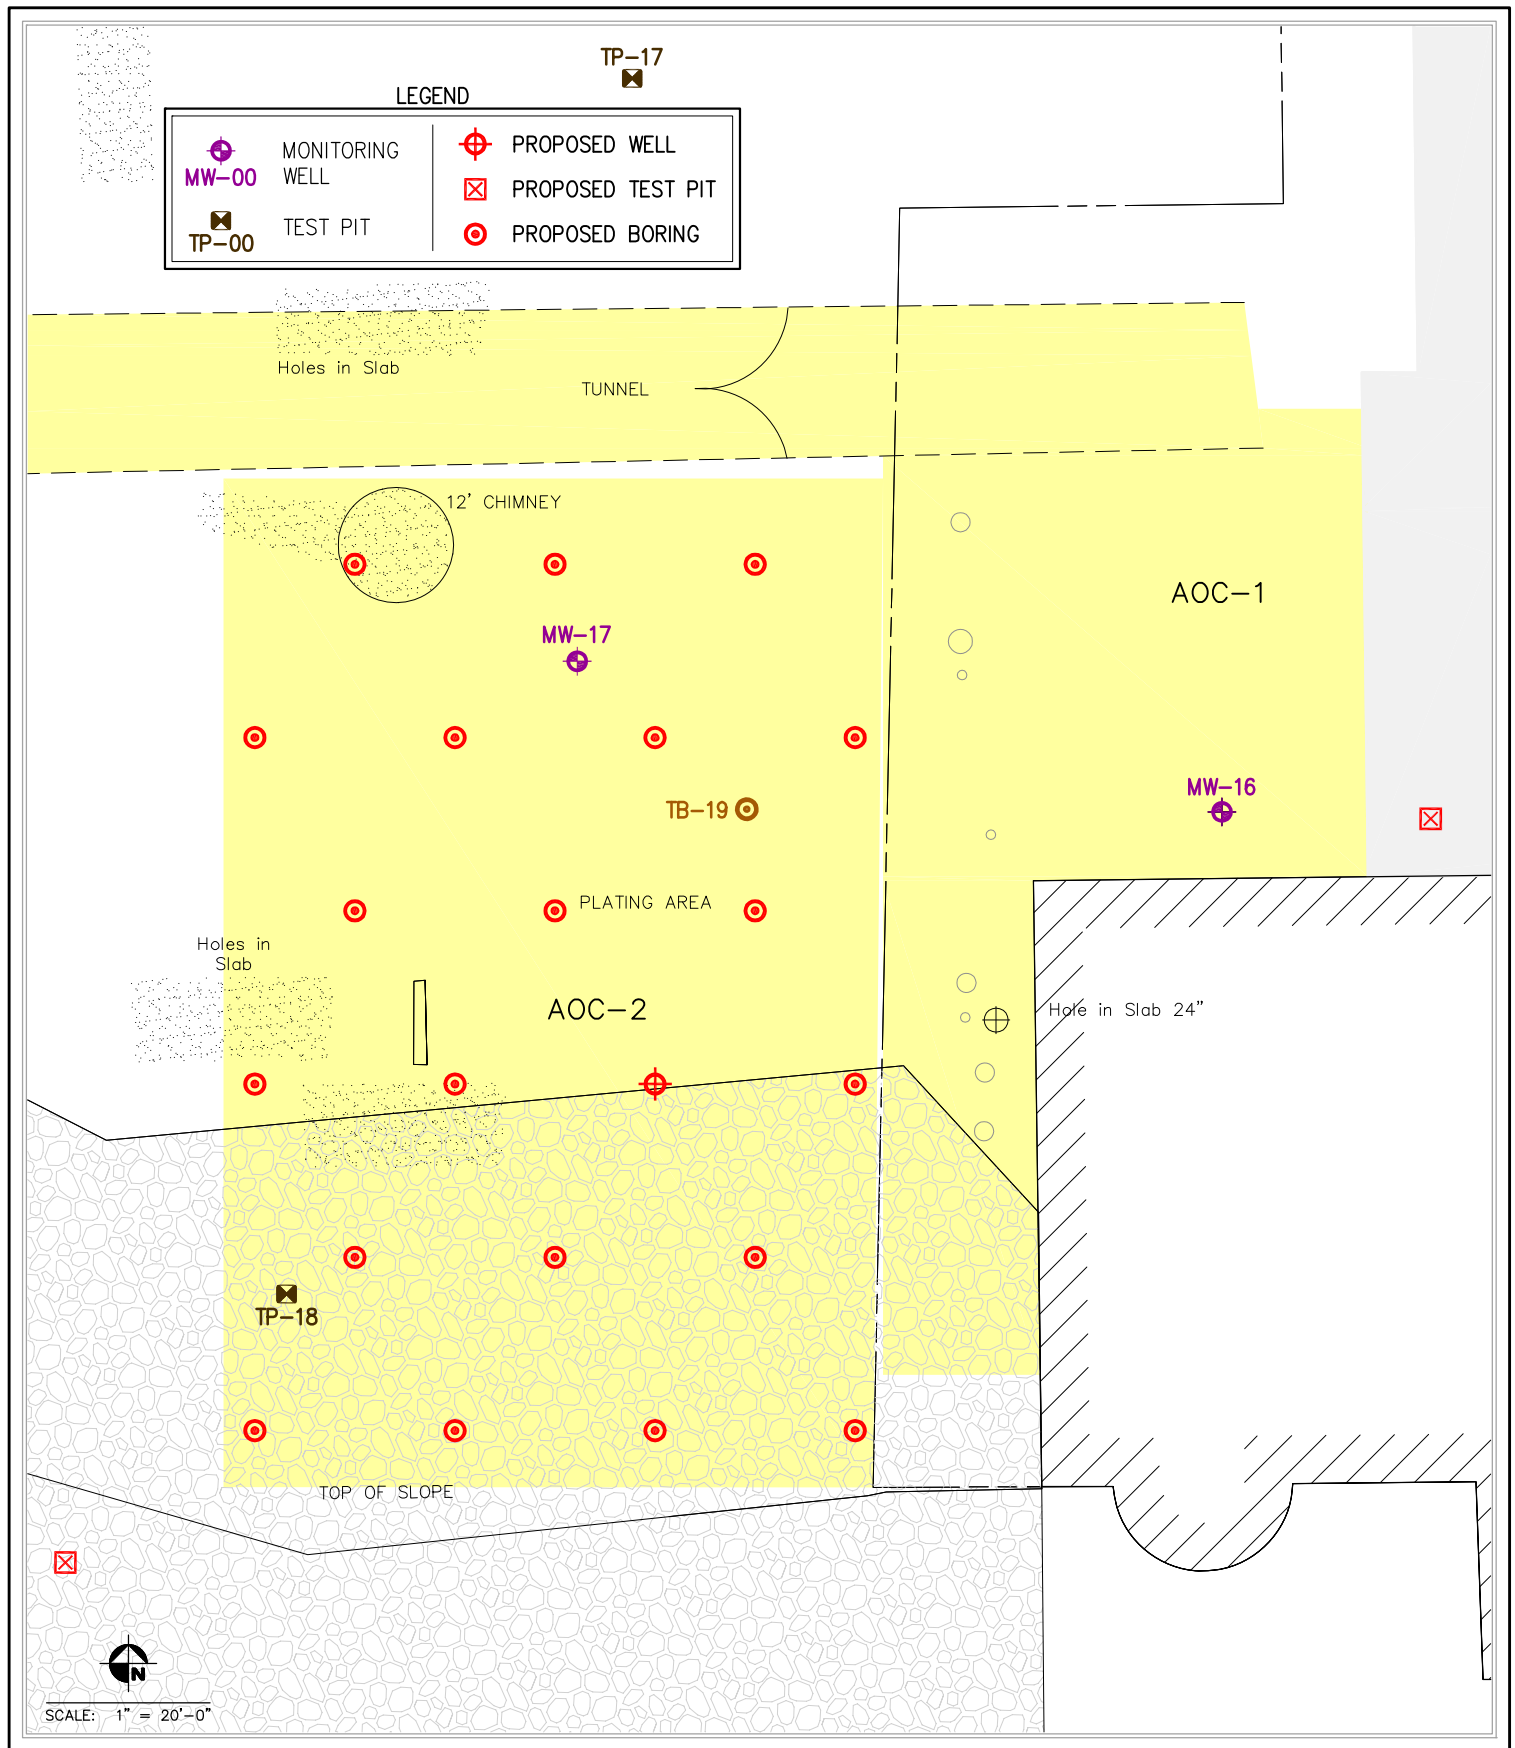 TP-17
LEGEND
MW-00
MONITORING
WELL
TP-00
TEST PIT
PROPOSED WELL
PROPOSED TEST PIT
PROPOSED BORING
Holes in Slab
TUNNEL
12' CHIMNEY
AOC-1
MW-17
MW-16
TB-19
PLATING AREA
Holes in
Slab
AOC-2
Hole in Slab 24"
TP-18
TOP OF SLOPE
N
SCALE: 1" = 20'-0"